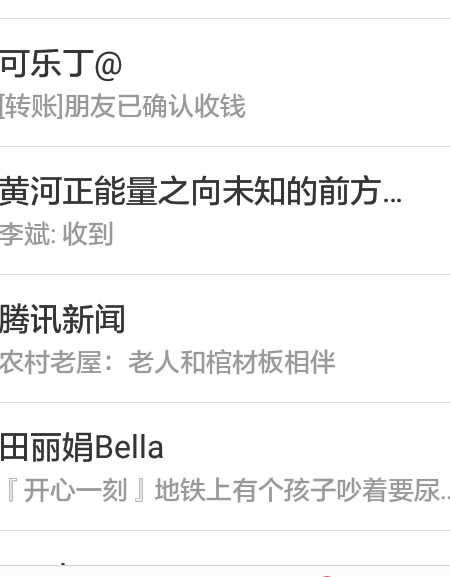 可乐丁@
[转账]朋友已确认收钱
黄河正能量之向未知的前方...
李斌: 收到
腾讯新闻
农村老屋：老人和棺材板相伴
田丽娟Bella
『开心一刻』地铁上有个孩子吵着要尿...